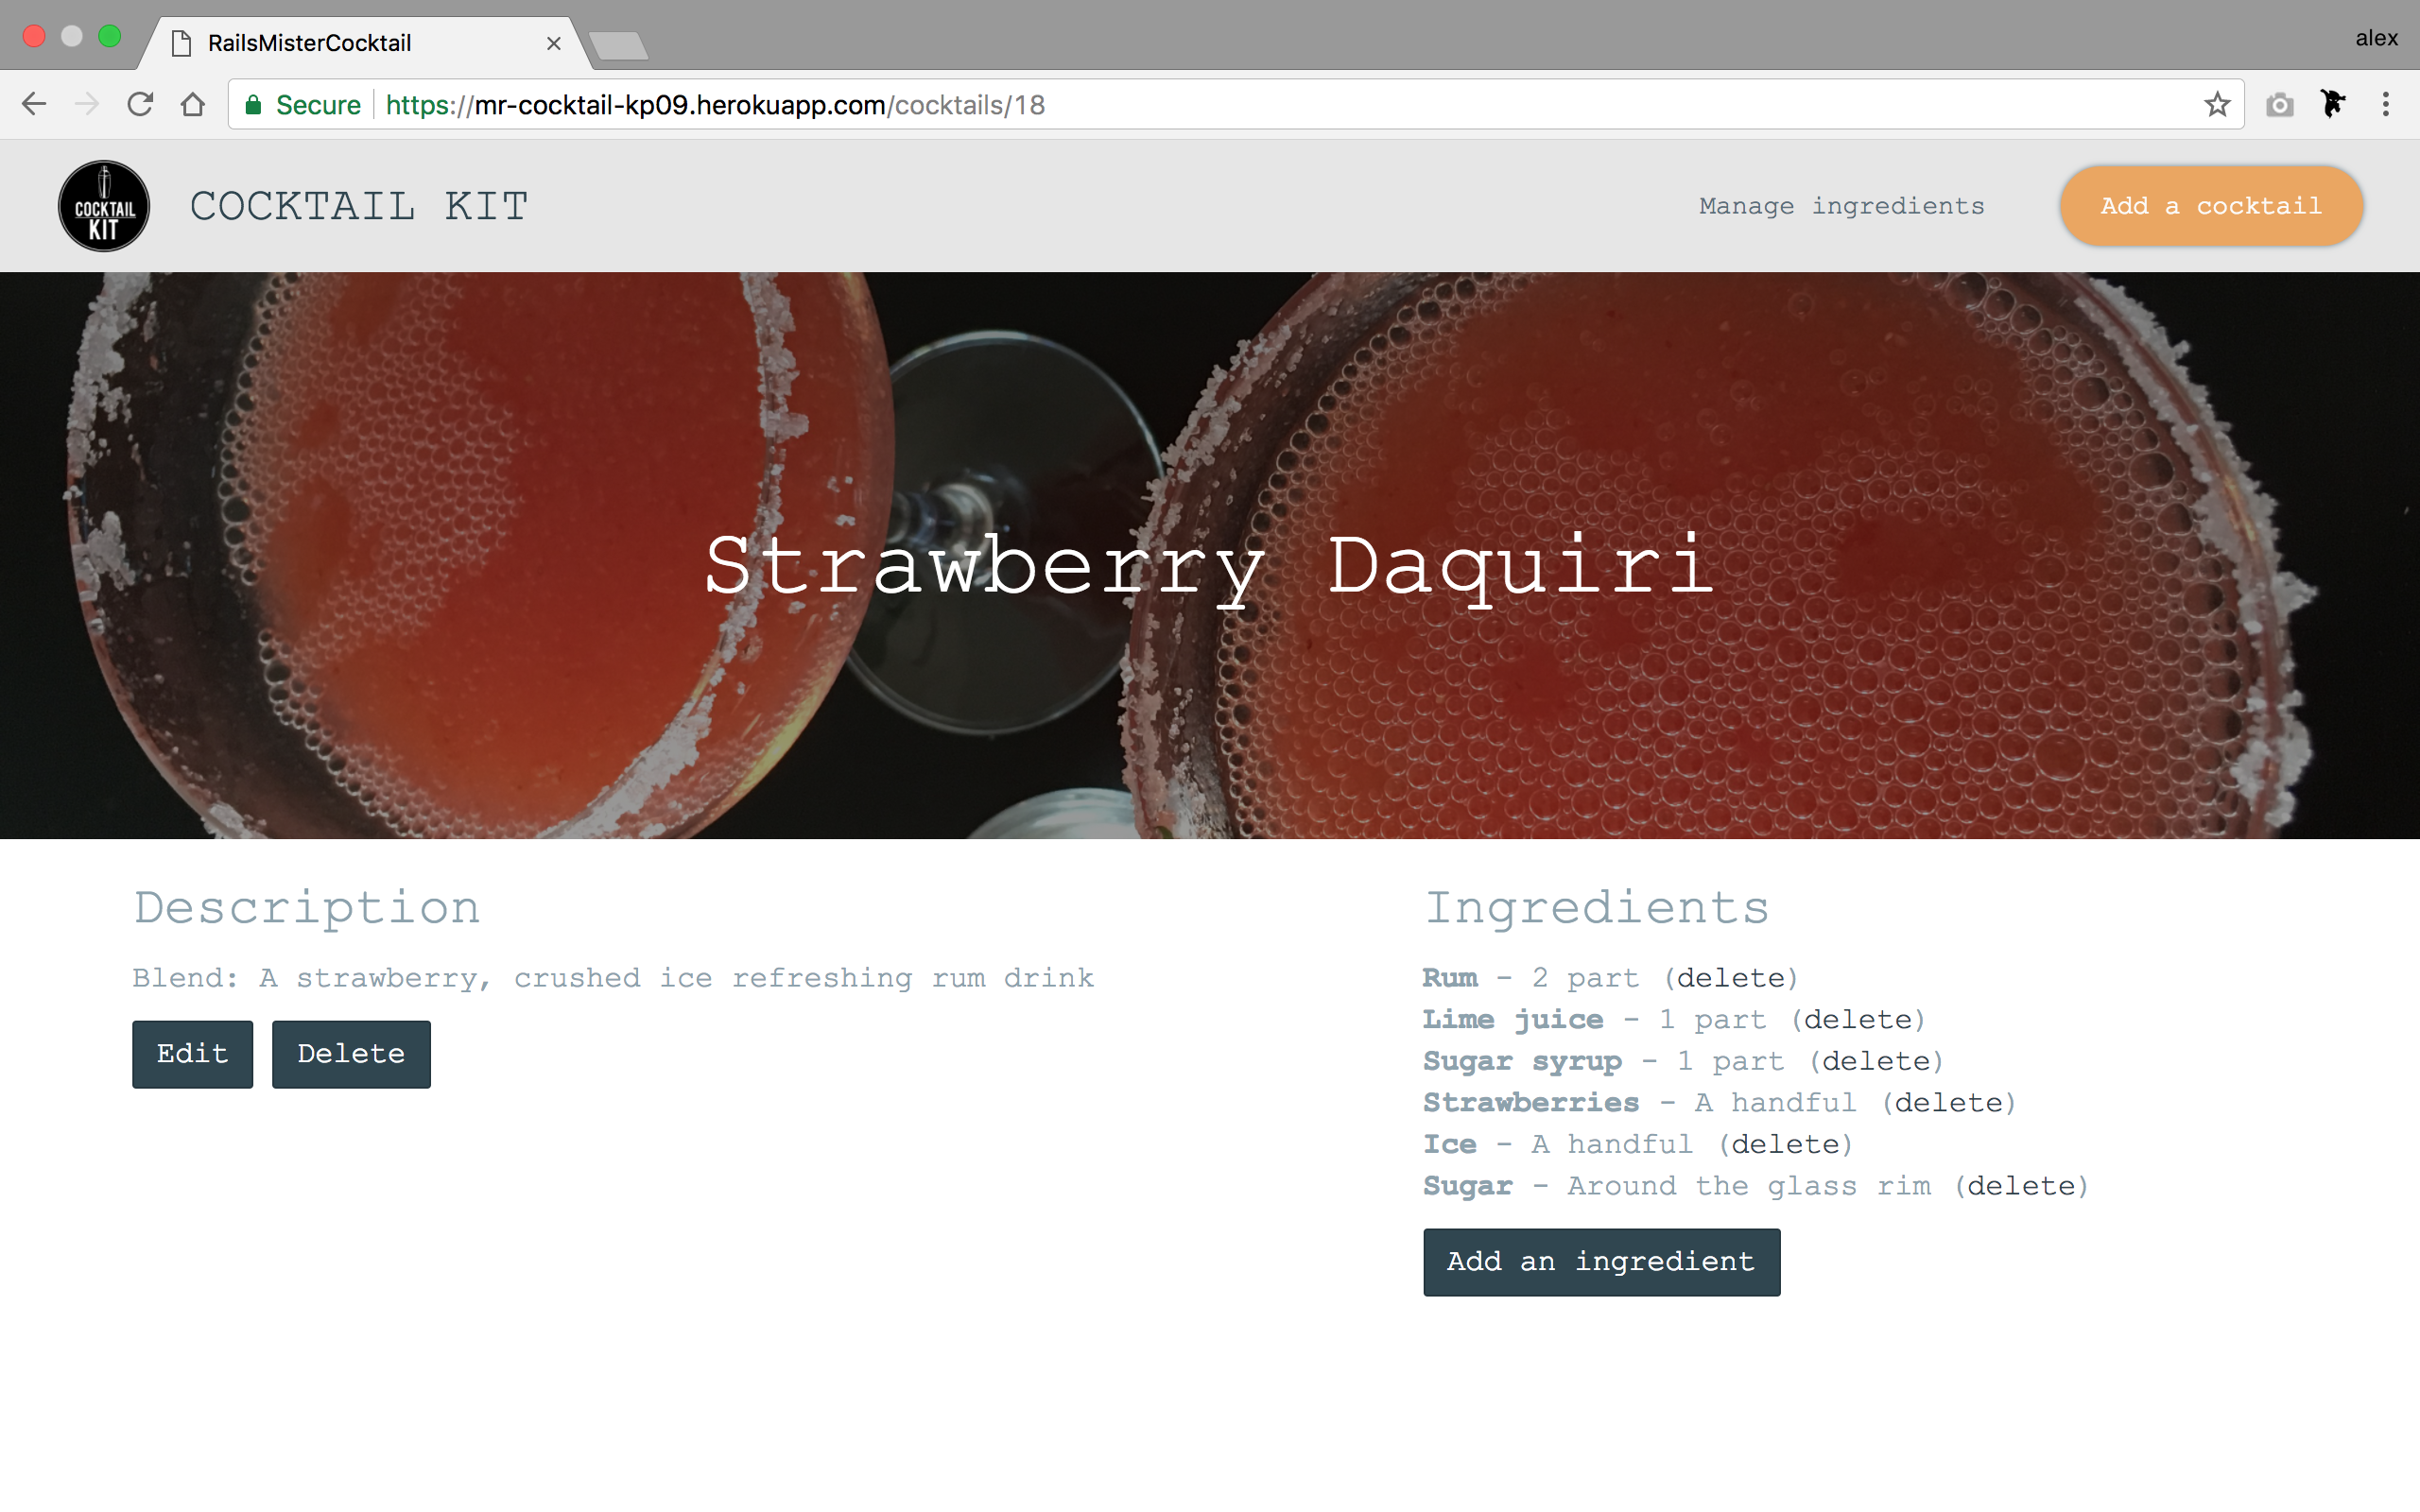 RailsMisterCocktail
alex
Secure https://mr-cocktail-kp09.herokuapp.com/cocktails/18
COCKTAIL
KIT
COCKTAIL KIT
Manage ingredients
Add a cocktail
Strawberry Daquiri
Description
Blend: A strawberry, crushed ice refreshing rum drink
Edit
Delete
Ingredients
Rum - 2 part (delete)
Lime juice - 1 part (delete)
Sugar syrup - 1 part (delete)
Strawberries - A handful (delete)
Ice - A handful (delete)
Sugar - Around the glass rim (delete)
Add an ingredient